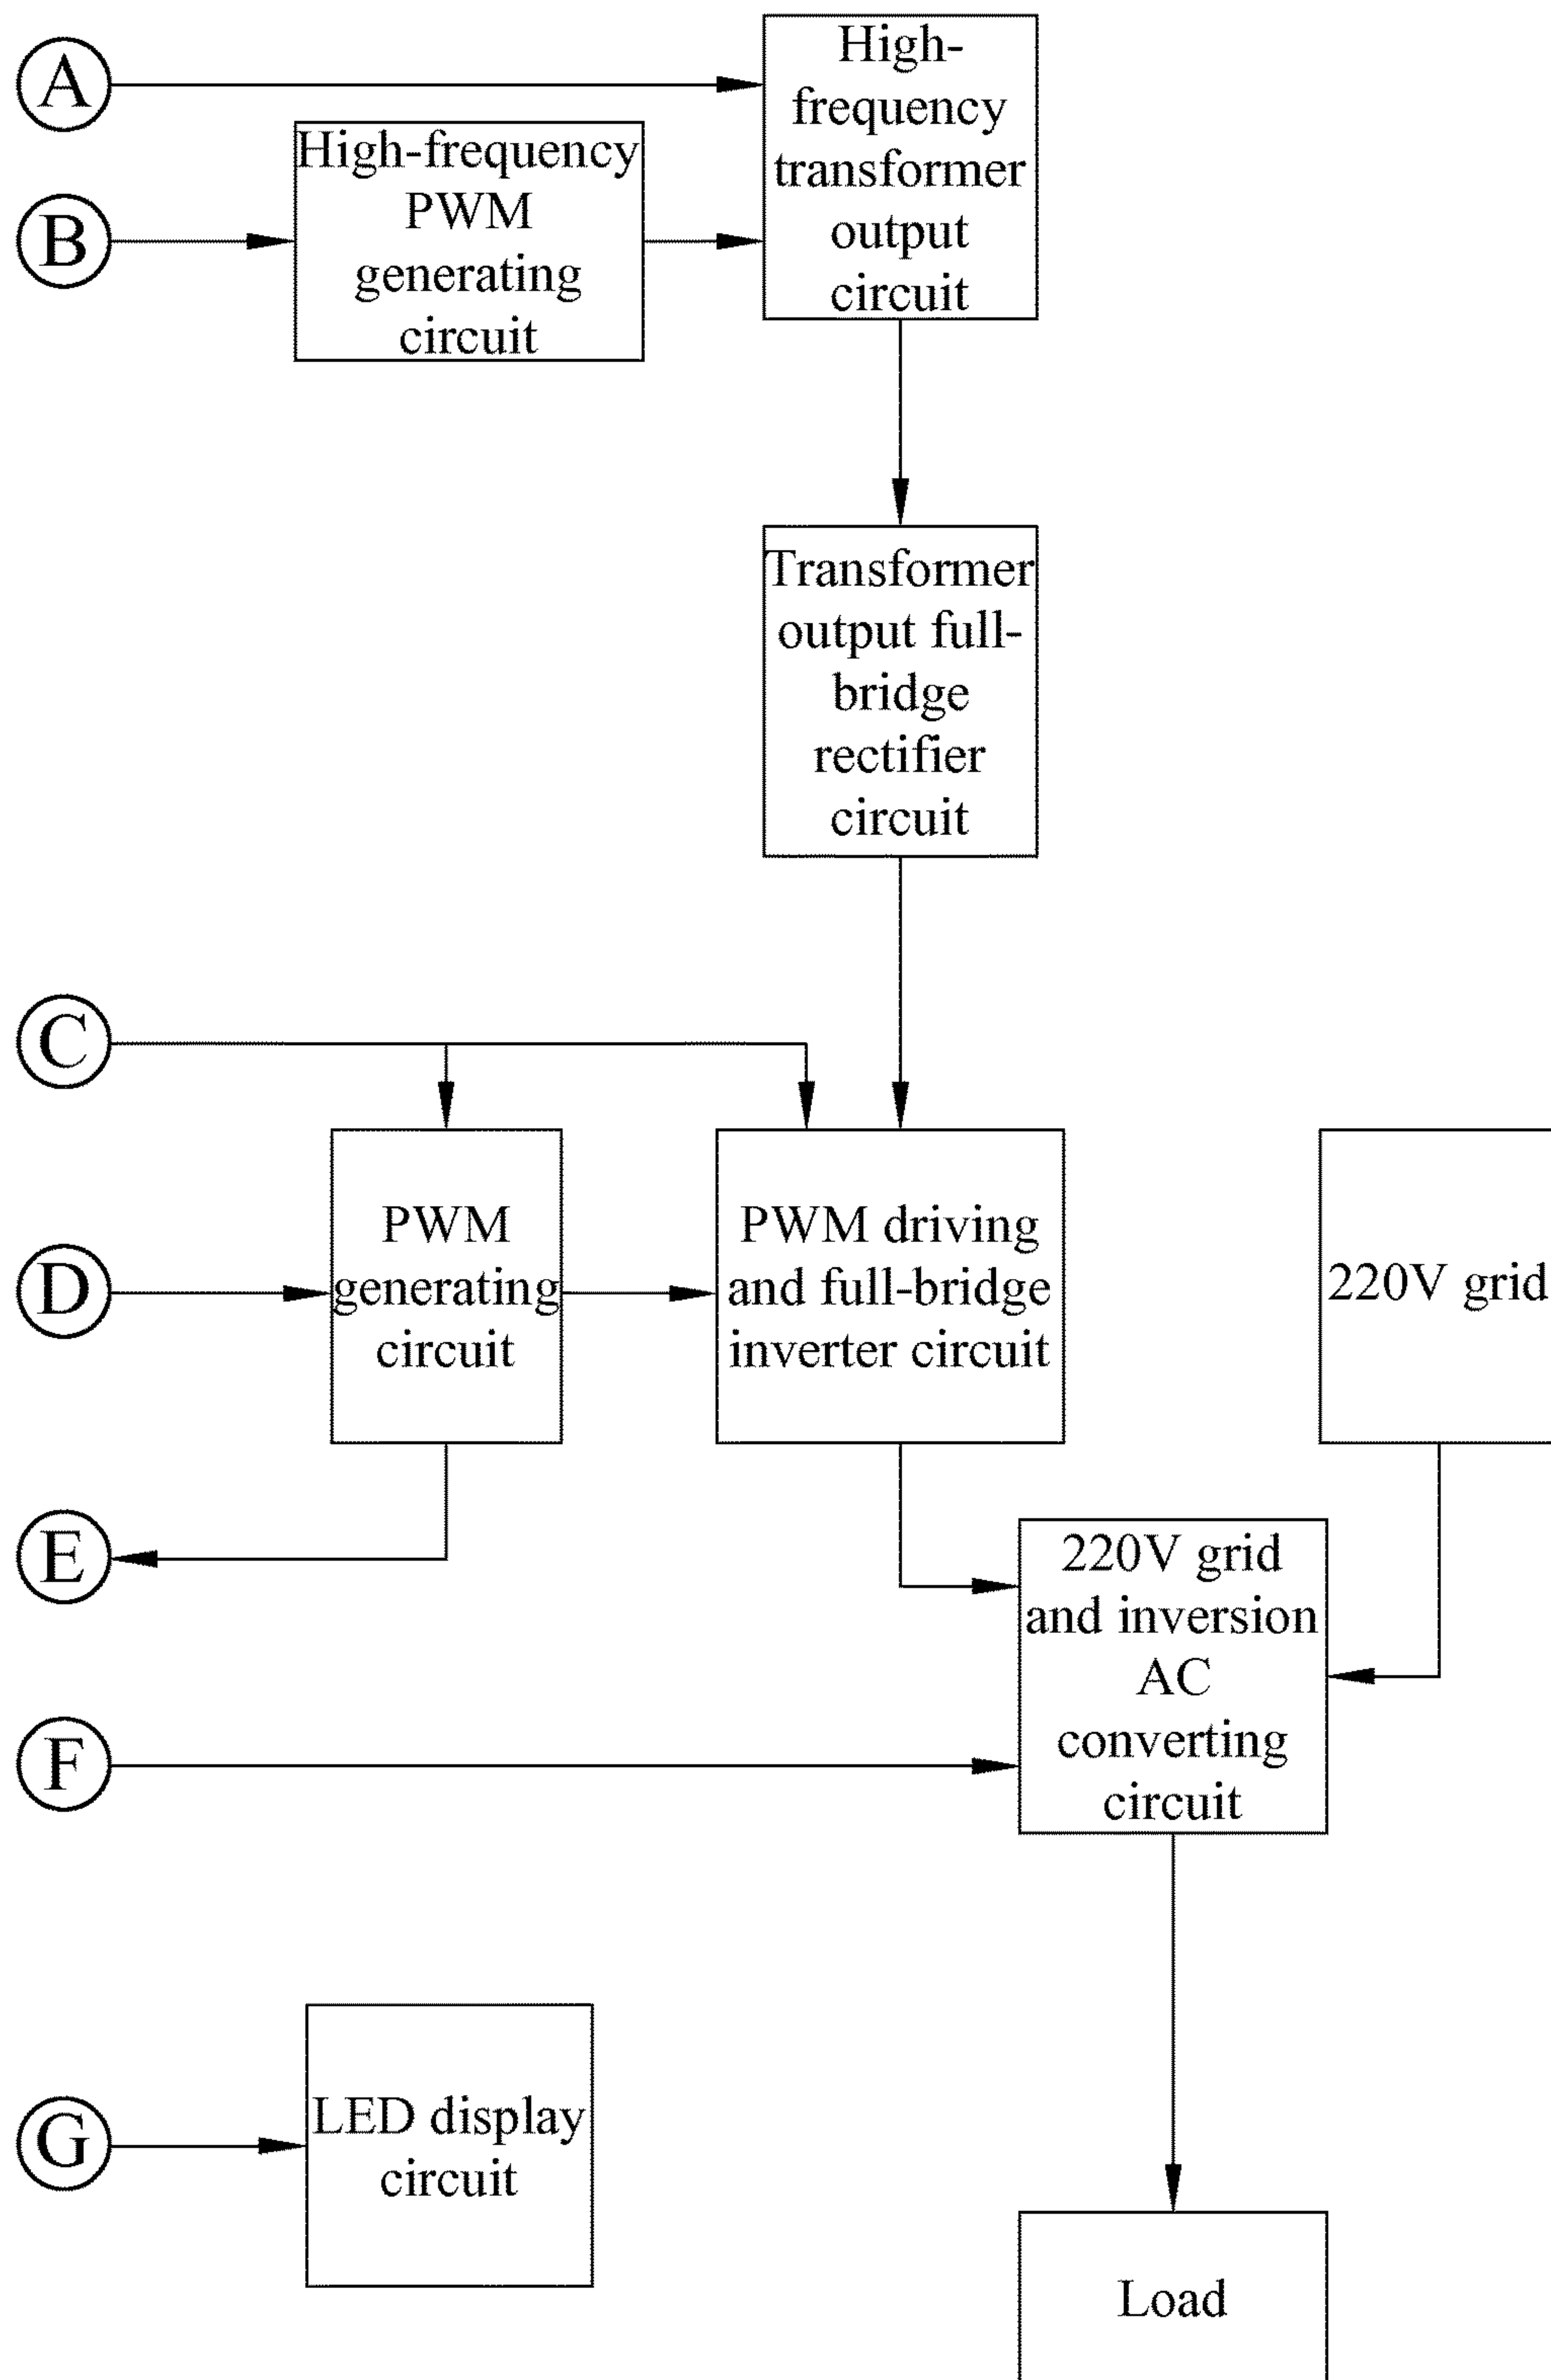 A
High-
frequency
transformer
output
circuit
High-frequency
PWM
generating
circuit
B
Transformer
output full-
bridge
rectifier
circuit
C
D
PWM
generating
circuit
PWM driving
and full-bridge
inverter circuit
220V grid
E
220V grid
and inversion
AC
converting
circuit
F
G
LED display
circuit
Load